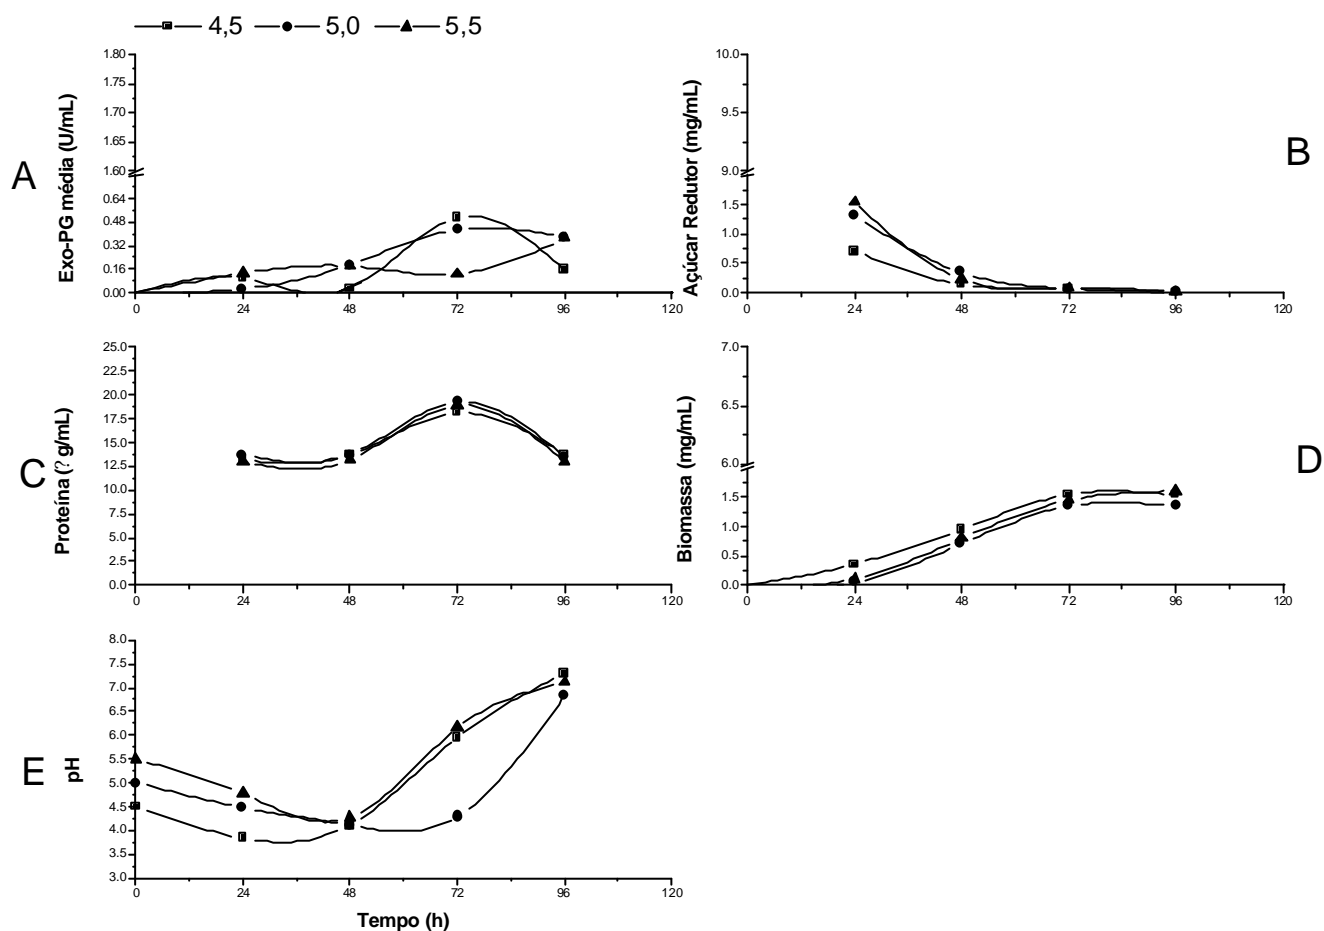 4,5 5,0 5,5
A
Exo-PG média (U/mL)
1.80
1.75
1.70
1.65
1.60
0.64
0.48
0.32
0.16
0.00
0 24 48 72 96 120
B
Açúcar Redutor (mg/mL)
10.0
9.5
9.0
1.5
1.0
0.5
0.0
0 24 48 72 96 120
C
Proteína (? g/mL)
25.0
22.5
20.0
17.5
15.0
12.5
10.0
7.5
5.0
2.5
0.0
0 24 48 72 96 120
D
Biomassa (mg/mL)
7.0
6.5
6.0
1.5
1.0
0.5
0.0
0 24 48 72 96 120
E
pH
8.0
7.5
7.0
6.5
6.0
5.5
5.0
4.5
4.0
3.5
3.0
0 24 48 72 96 120
Tempo (h)